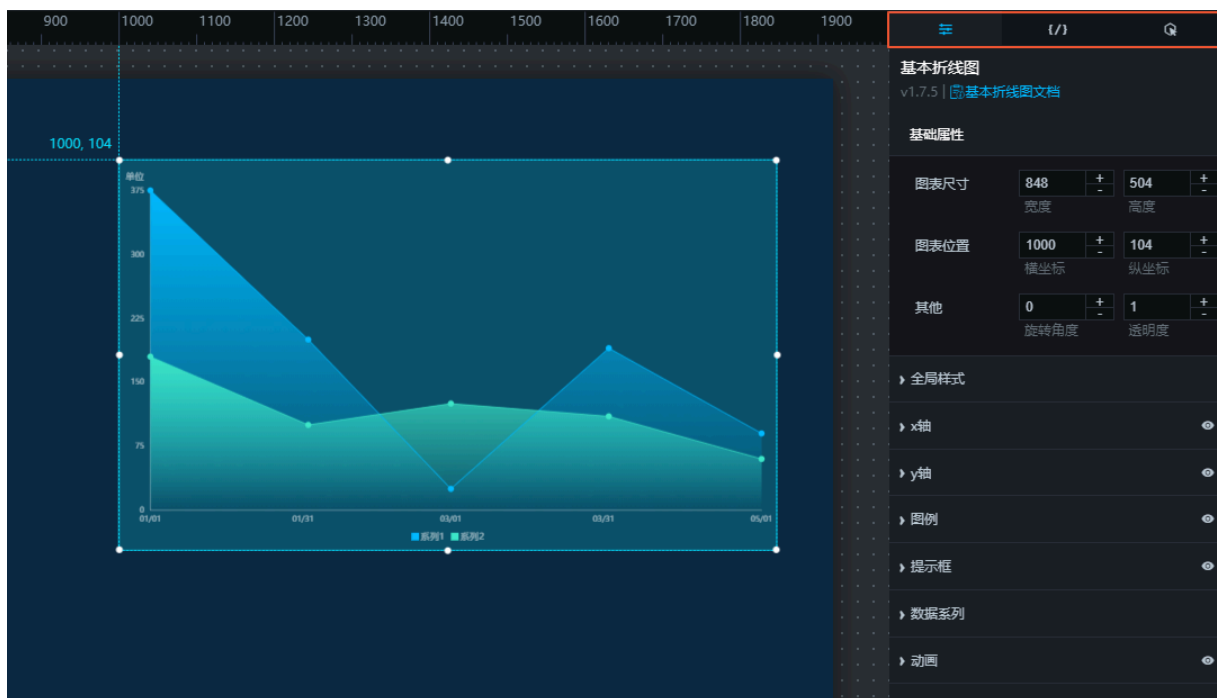 900 1000 1100 1200 1300 1400 1500 1600 1700 1800 1900
{/}
基本折线图
v1.7.5 | 基本折线图文档
1000, 104
基础属性
单位
375
300
225
150
75
0
01/01 01/31 03/01 03/31 05/01
系列1 系列2
图表尺寸 848 + - 504 + -
宽度 高度
图表位置 1000 + - 104 + -
横坐标 纵坐标
其他 0 + - 1 + -
旋转角度 透明度
全局样式
x轴
y轴
图例
提示框
数据系列
动画